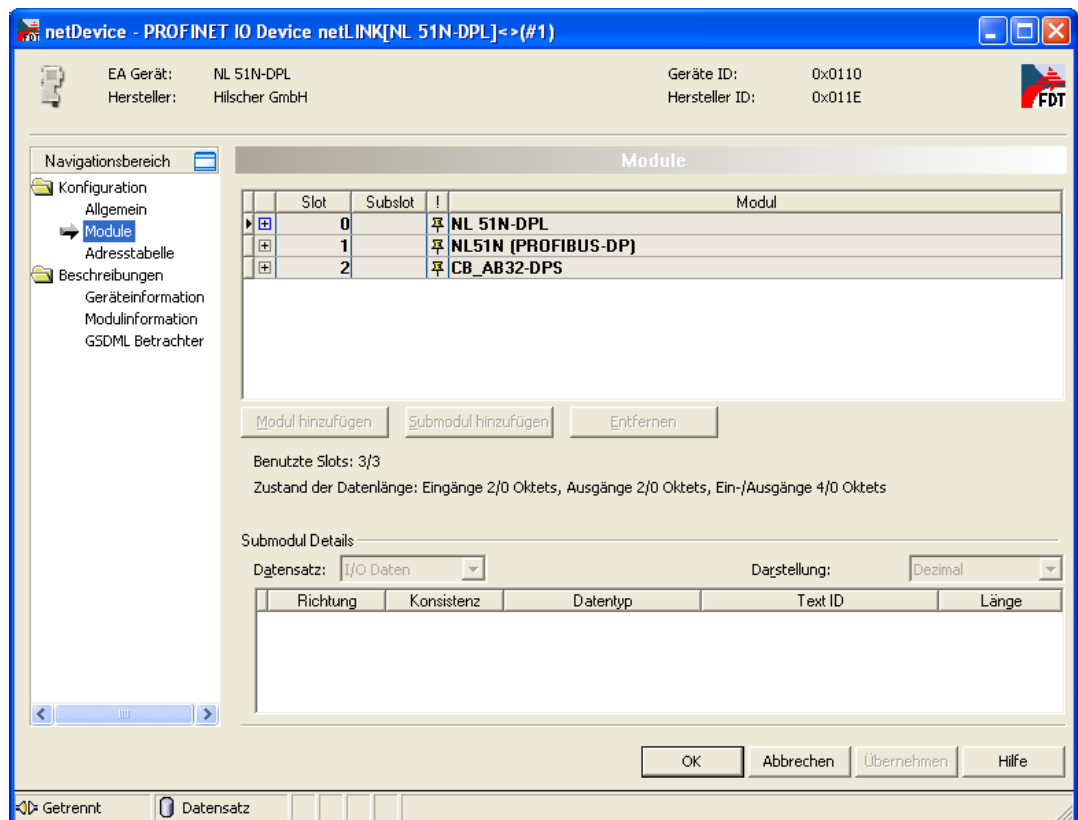 netDevice - PROFINET IO Device netLINK[NL 51N-DPL]<>(#1)
EA Gerät: NL 51N-DPL Geräte ID: 0x0110
Hersteller: Hilscher GmbH Hersteller ID: 0x011E
FDT
Navigationsbereich
Konfiguration
Allgemein
Module
Adresstabelle
Beschreibungen
Geräteinformation
Modulinformation
GSDML Betrachter
Module
Slot Subslot ! Modul
0 NL 51N-DPL
1 NL51N (PROFIBUS-DP)
2 CB_AB32-DPS
Modul hinzufügen Submodul hinzufügen Entfernen
Benutzte Slots: 3/3
Zustand der Datenlänge: Eingänge 2/0 Oktets, Ausgänge 2/0 Oktets, Ein-/Ausgänge 4/0 Oktets
Submodul Details
Datensatz: I/O Daten Darstellung: Dezimal
Richtung Konsistenz Datentyp Text ID Länge
OK Abbrechen Übernehmen Hilfe
Getrennt Datensatz